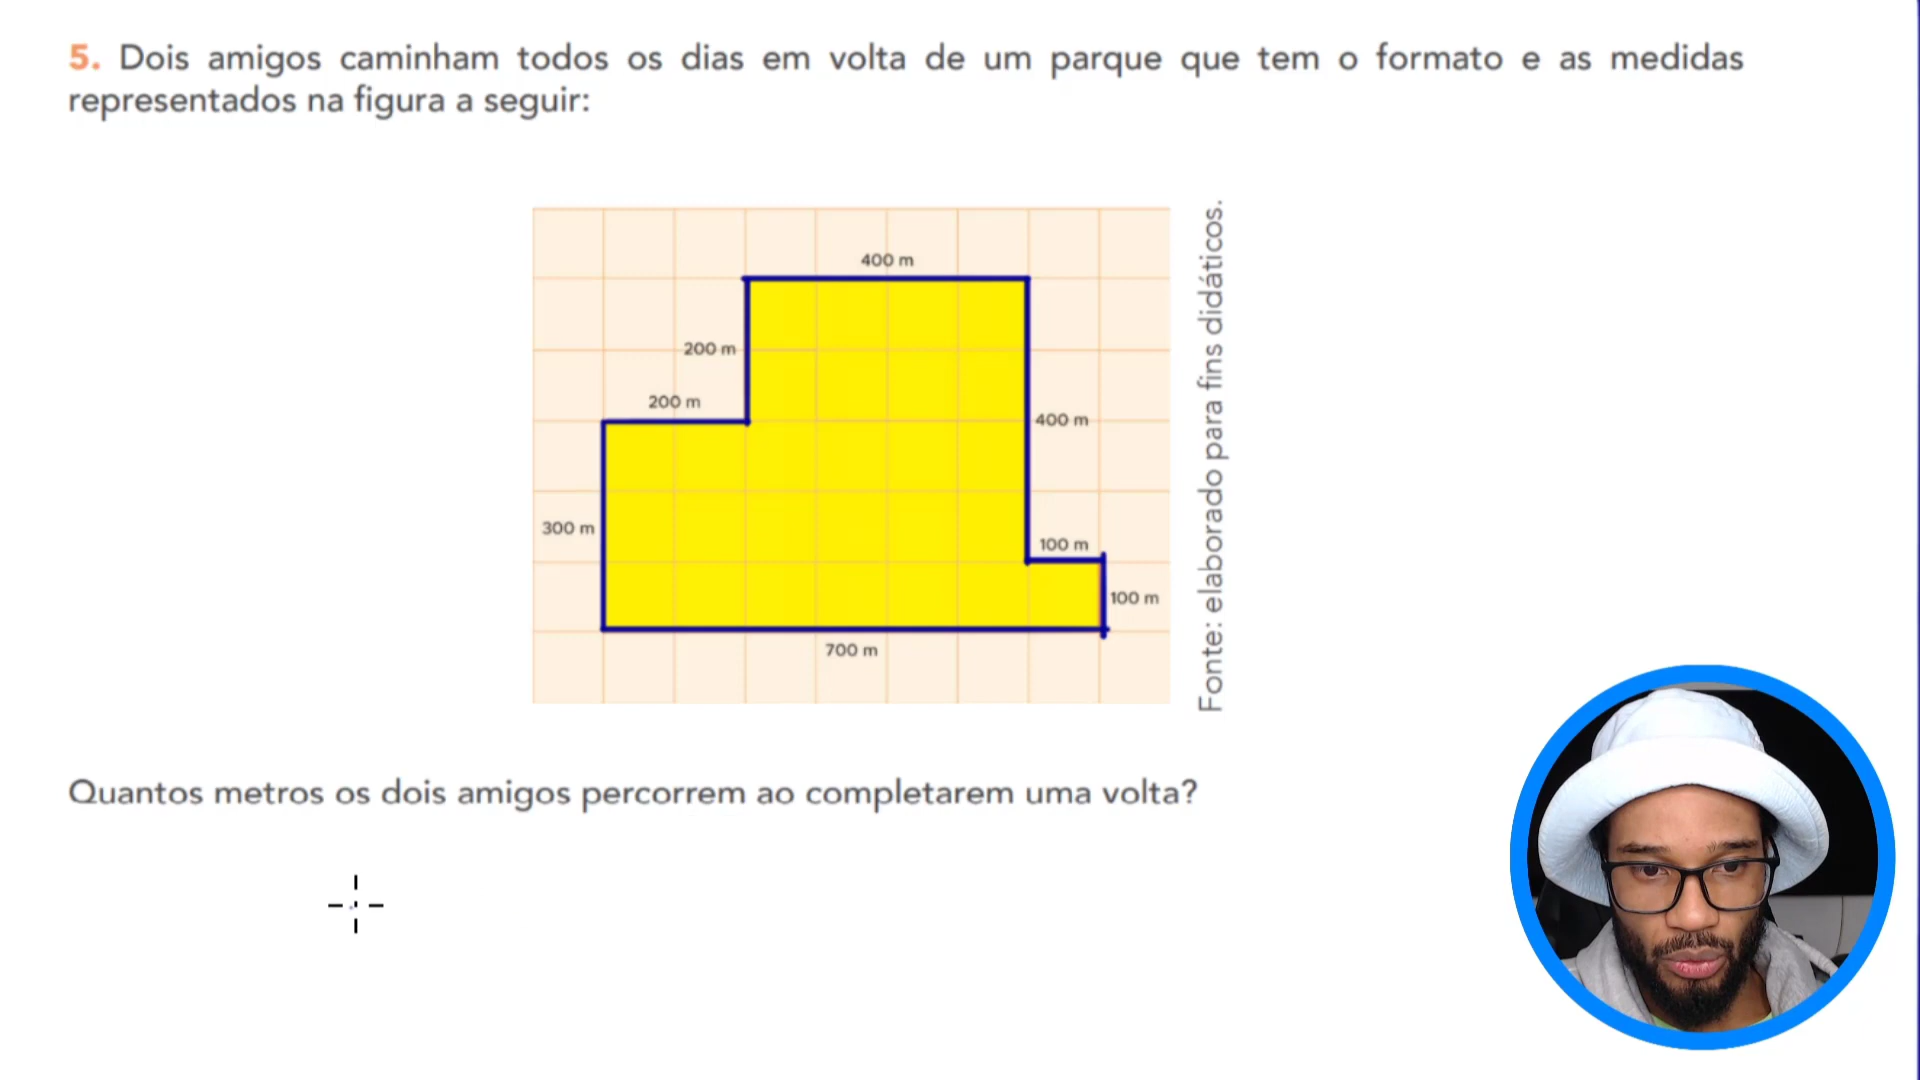 5. Dois amigos caminham todos os dias em volta de um parque que tem o formato e as medidas
representados na figura a seguir:
400 m
200 m
200 m
400 m
300 m
100 m
100 m
700 m
Fonte: elaborado para fins didáticos.
Quantos metros os dois amigos percorrem ao completarem uma volta?